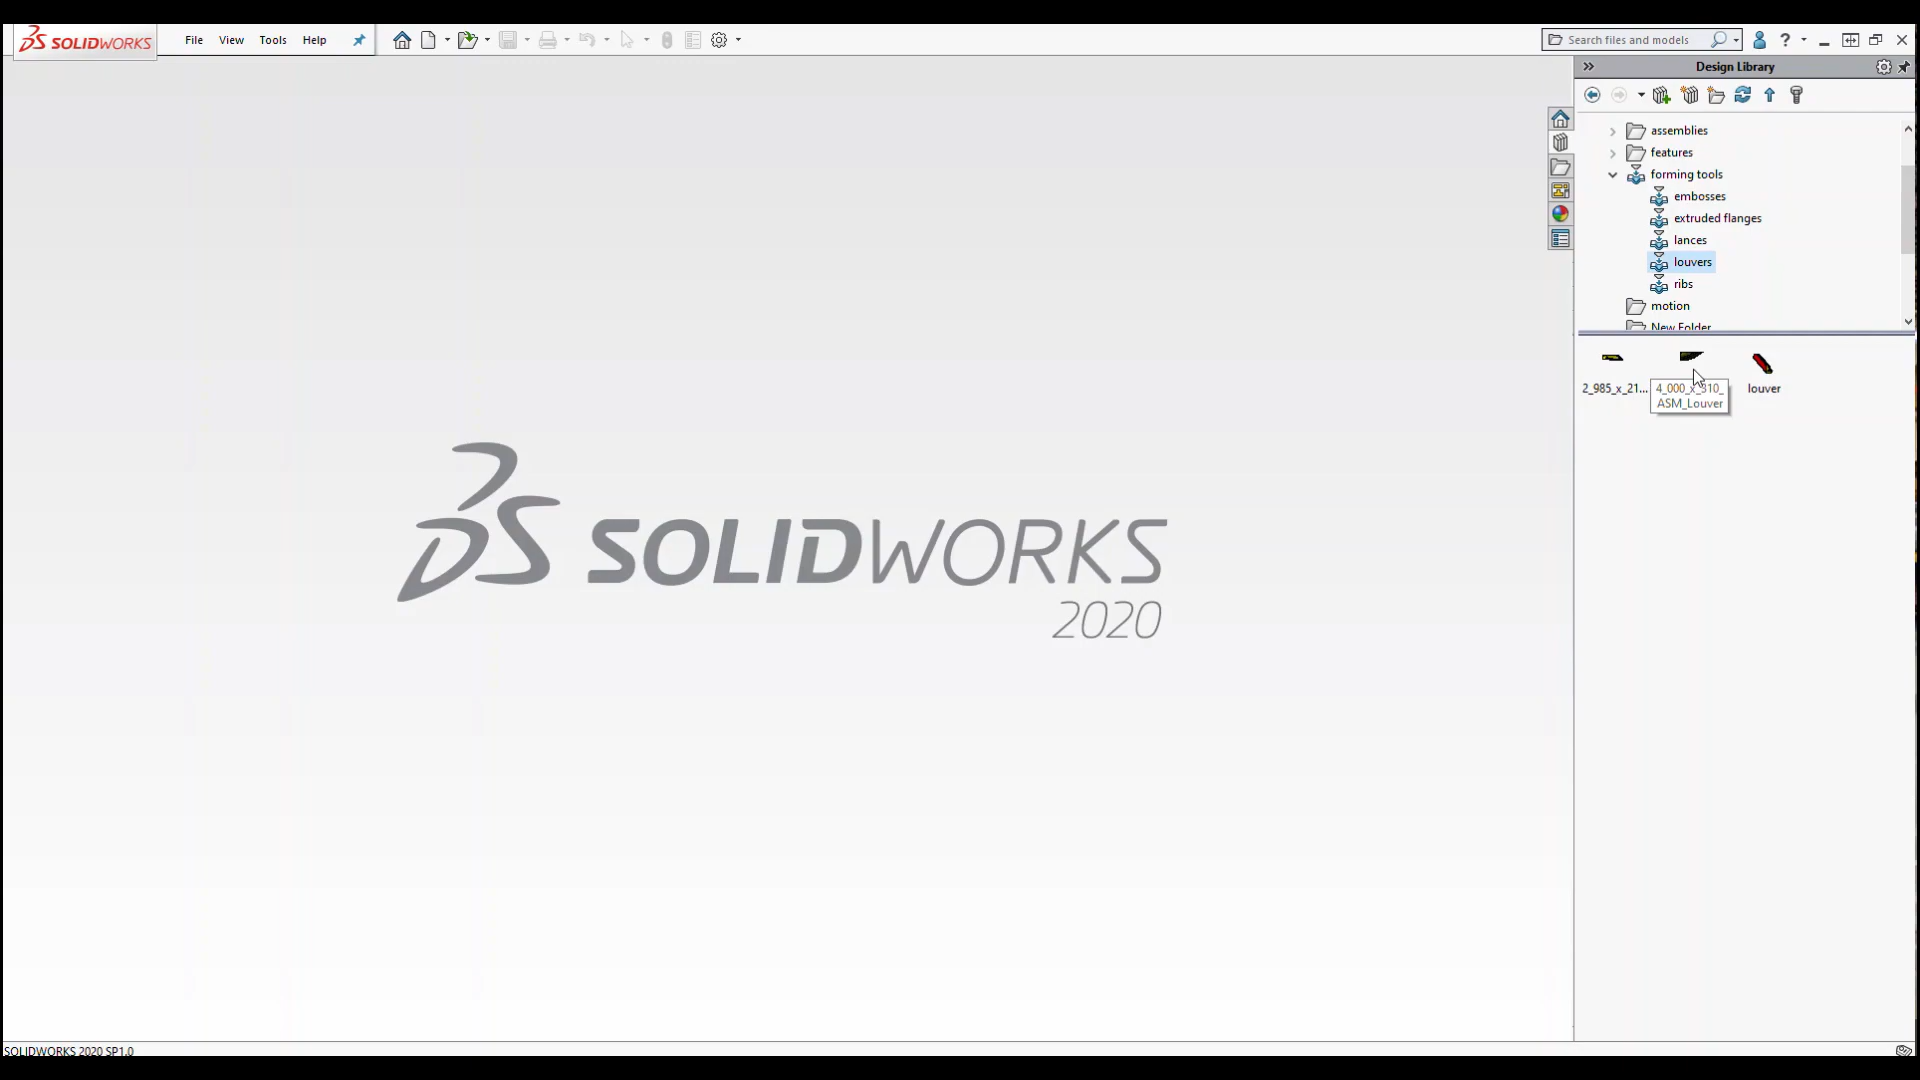 SOLIDWORKS
File View Tools Help
Search files and models
Design Library
assemblies
features
forming tools
embosses
extruded flanges
lances
louvers
ribs
motion
New Folder
2_985_x_21...
4_000_x_310_
ASM_Louver
louver
SOLIDWORKS
2020
SOLIDWORKS 2020 SP1.0